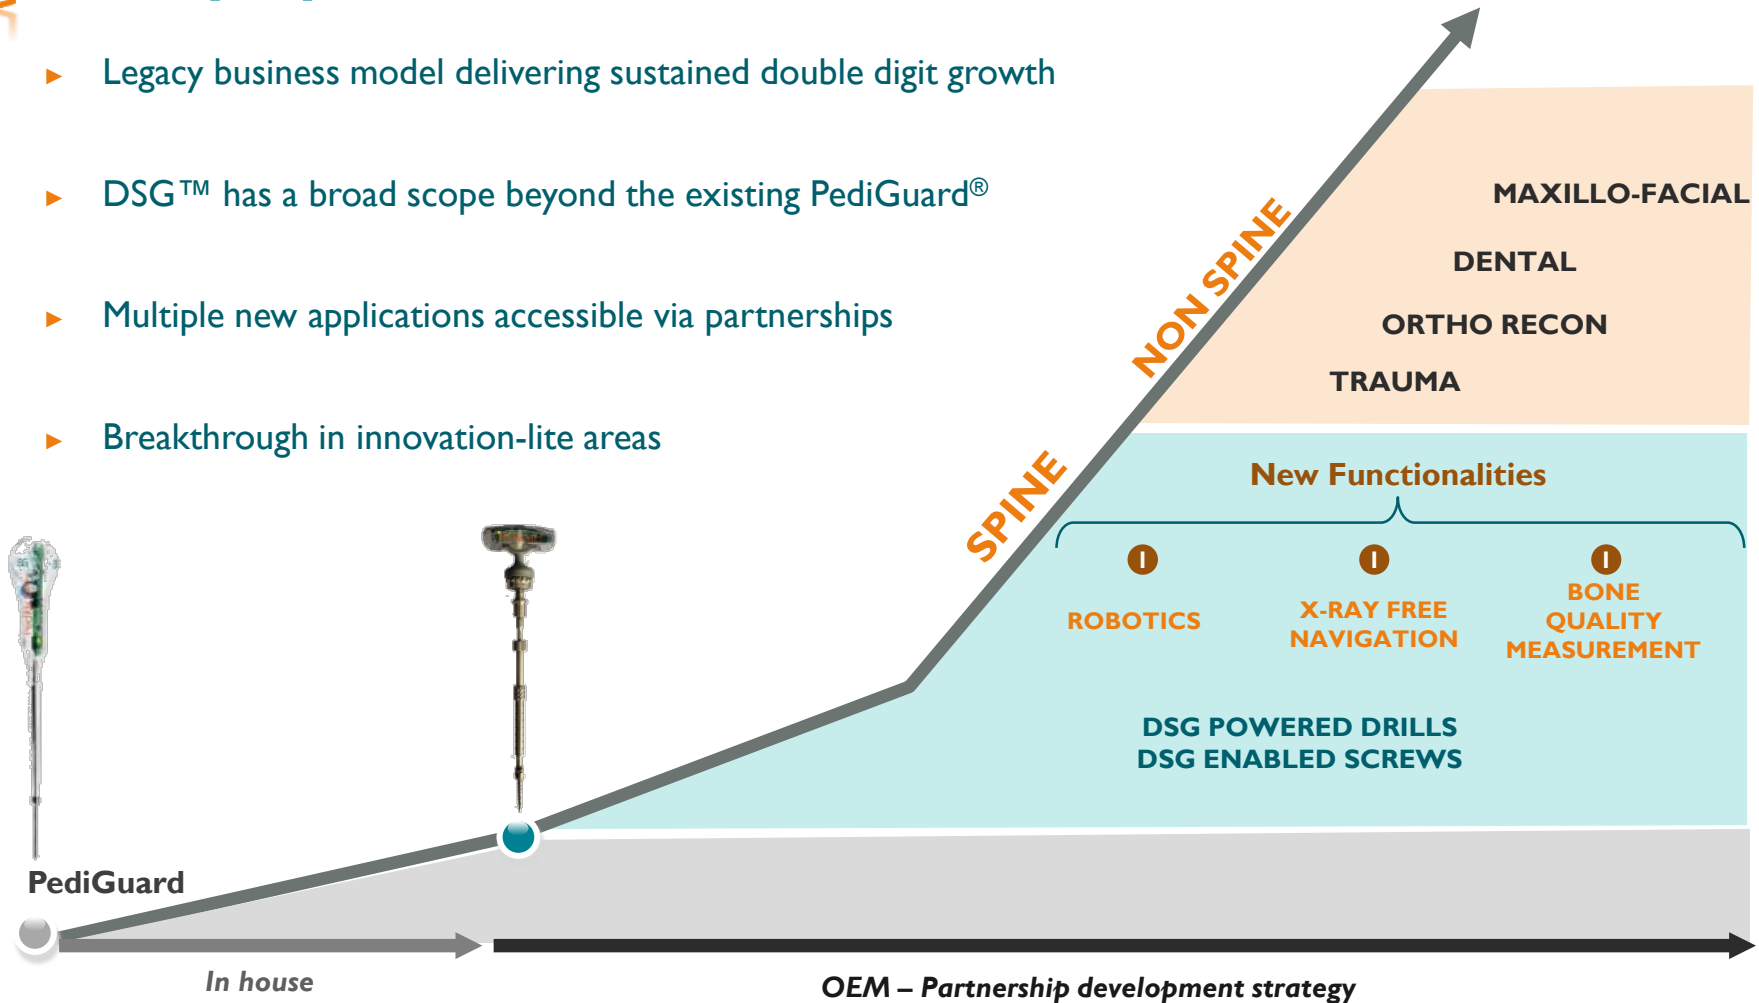 ► Legacy business model delivering sustained double digit growth
► DSG™ has a broad scope beyond the existing PediGuard®
► Multiple new applications accessible via partnerships
► Breakthrough in innovation-lite areas
NON SPINE
SPINE
MAXILLO-FACIAL
DENTAL
ORTHO RECON
TRAUMA
New Functionalities
I
I
I
ROBOTICS
X-RAY FREE
NAVIGATION
BONE
QUALITY
MEASUREMENT
DSG POWERED DRILLS
DSG ENABLED SCREWS
PediGuard
In house
OEM – Partnership development strategy